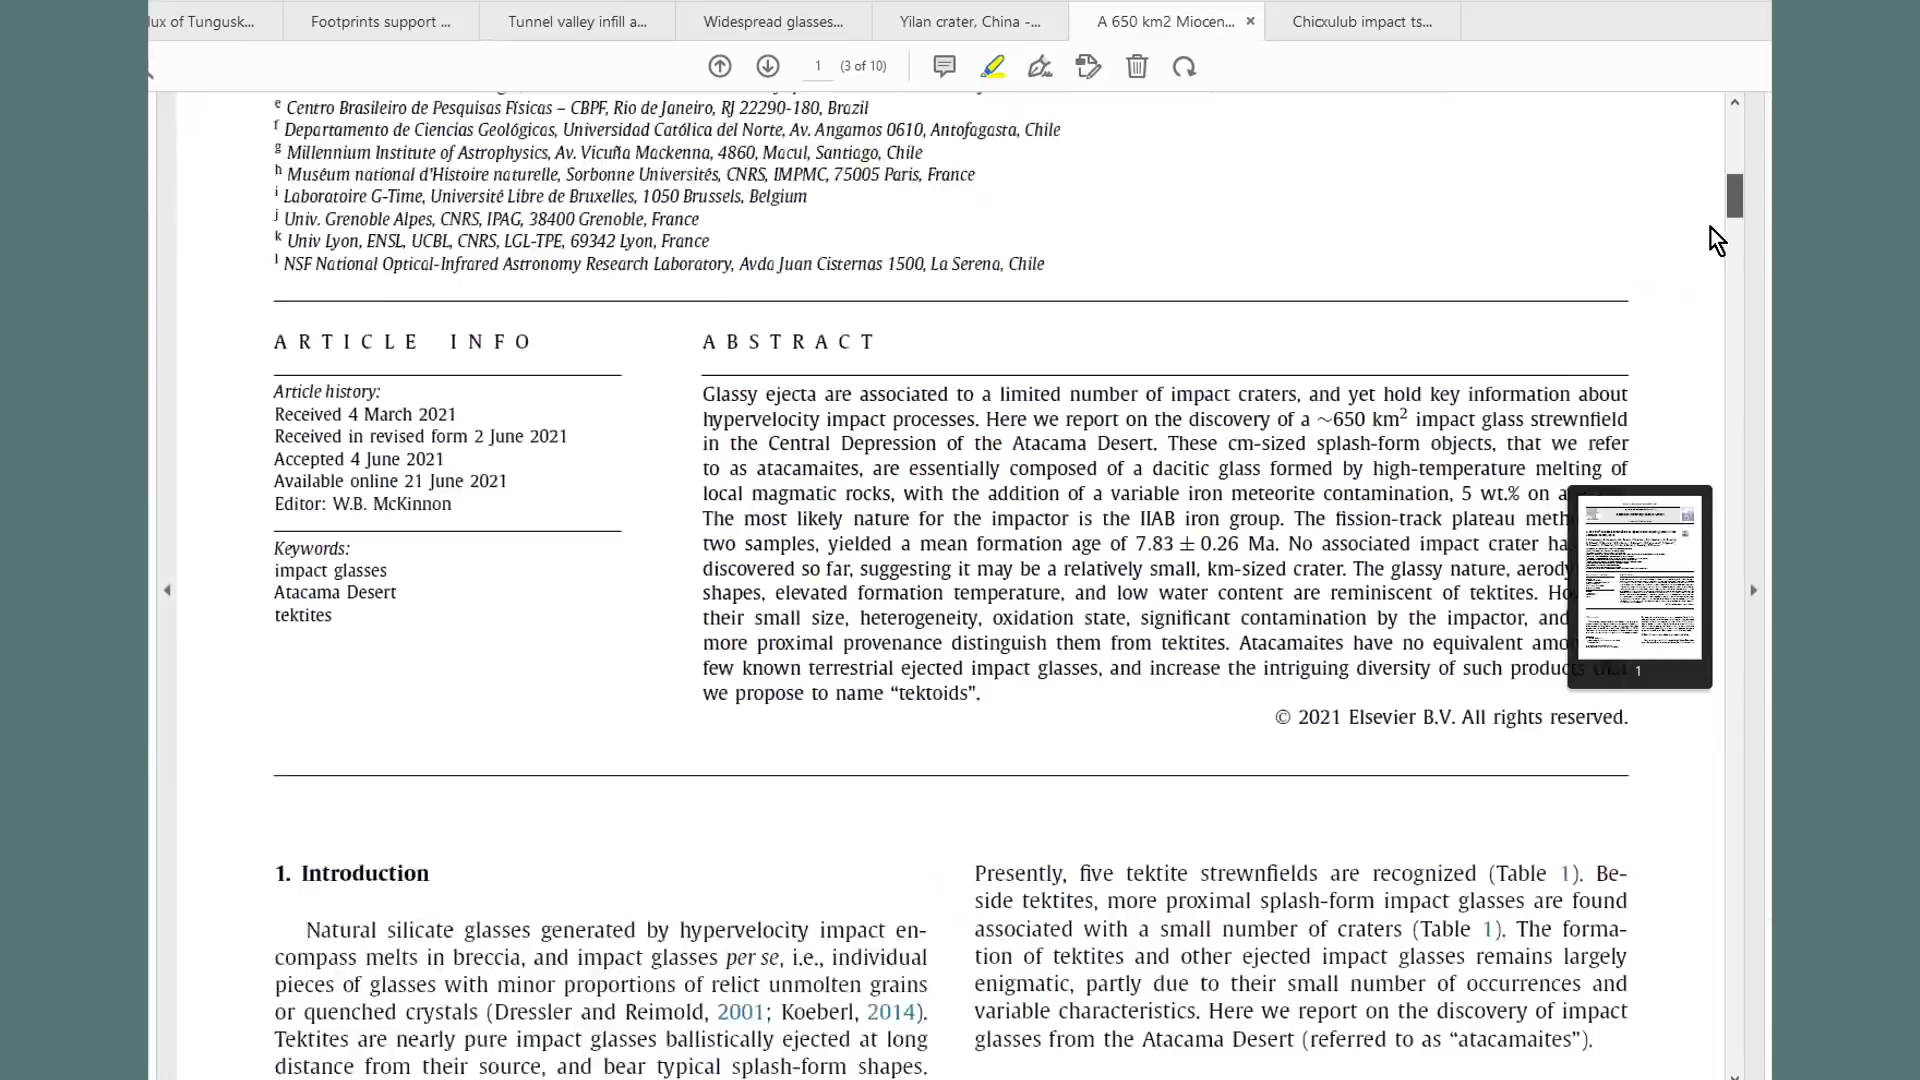 lux of Tungusk...
Footprints support ...
Tunnel valley infill a...
Widespread glasses...
Yilan crater, China -...
A 650 km2 Miocen...
Chicxulub impact ts...
1 (3 of 10)
e Centro Brasileiro de Pesquisas Físicas – CBPF, Rio de Janeiro, RJ 22290-180, Brazil
f Departamento de Ciencias Geológicas, Universidad Católica del Norte, Av. Angamos 0610, Antofagasta, Chile
g Millennium Institute of Astrophysics, Av. Vicuña Mackenna, 4860, Macul, Santiago, Chile
h Muséum national d'Histoire naturelle, Sorbonne Universités, CNRS, IMPMC, 75005 Paris, France
i Laboratoire G-Time, Université Libre de Bruxelles, 1050 Brussels, Belgium
j Univ. Grenoble Alpes, CNRS, IPAG, 38400 Grenoble, France
k Univ Lyon, ENSL, UCBL, CNRS, LGL-TPE, 69342 Lyon, France
l NSF National Optical-Infrared Astronomy Research Laboratory, Avda Juan Cisternas 1500, La Serena, Chile
ARTICLE INFO
Article history:
Received 4 March 2021
Received in revised form 2 June 2021
Accepted 4 June 2021
Available online 21 June 2021
Editor: W.B. McKinnon
Keywords:
impact glasses
Atacama Desert
tektites
ABSTRACT
Glassy ejecta are associated to a limited number of impact craters, and yet hold key information about
hypervelocity impact processes. Here we report on the discovery of a ∼650 km2 impact glass strewnfield
in the Central Depression of the Atacama Desert. These cm-sized splash-form objects, that we refer
to as atacamaites, are essentially composed of a dacitic glass formed by high-temperature melting of
local magmatic rocks, with the addition of a variable iron meteorite contamination, 5 wt.% on
The most likely nature for the impactor is the IIAB iron group. The fission-track plateau
two samples, yielded a mean formation age of 7.83 ± 0.26 Ma. No associated impact crater
discovered so far, suggesting it may be a relatively small, km-sized crater. The glassy nature,
shapes, elevated formation temperature, and low water content are reminiscent of tektites.
their small size, heterogeneity, oxidation state, significant contamination by the impactor, and
more proximal provenance distinguish them from tektites. Atacamaites have no equivalent
few known terrestrial ejected impact glasses, and increase the intriguing diversity of such
we propose to name “tektoids”.
© 2021 Elsevier B.V. All rights reserved.
1
1. Introduction
Natural silicate glasses generated by hypervelocity impact en-
compass melts in breccia, and impact glasses per se, i.e., individual
pieces of glasses with minor proportions of relict unmolten grains
or quenched crystals (Dressler and Reimold, 2001; Koeberl, 2014).
Tektites are nearly pure impact glasses ballistically ejected at long
distance from their source, and bear typical splash-form shapes.
Presently, five tektite strewnfields are recognized (Table 1). Be-
side tektites, more proximal splash-form impact glasses are found
associated with a small number of craters (Table 1). The forma-
tion of tektites and other ejected impact glasses remains largely
enigmatic, partly due to their small number of occurrences and
variable characteristics. Here we report on the discovery of impact
glasses from the Atacama Desert (referred to as “atacamaites”).